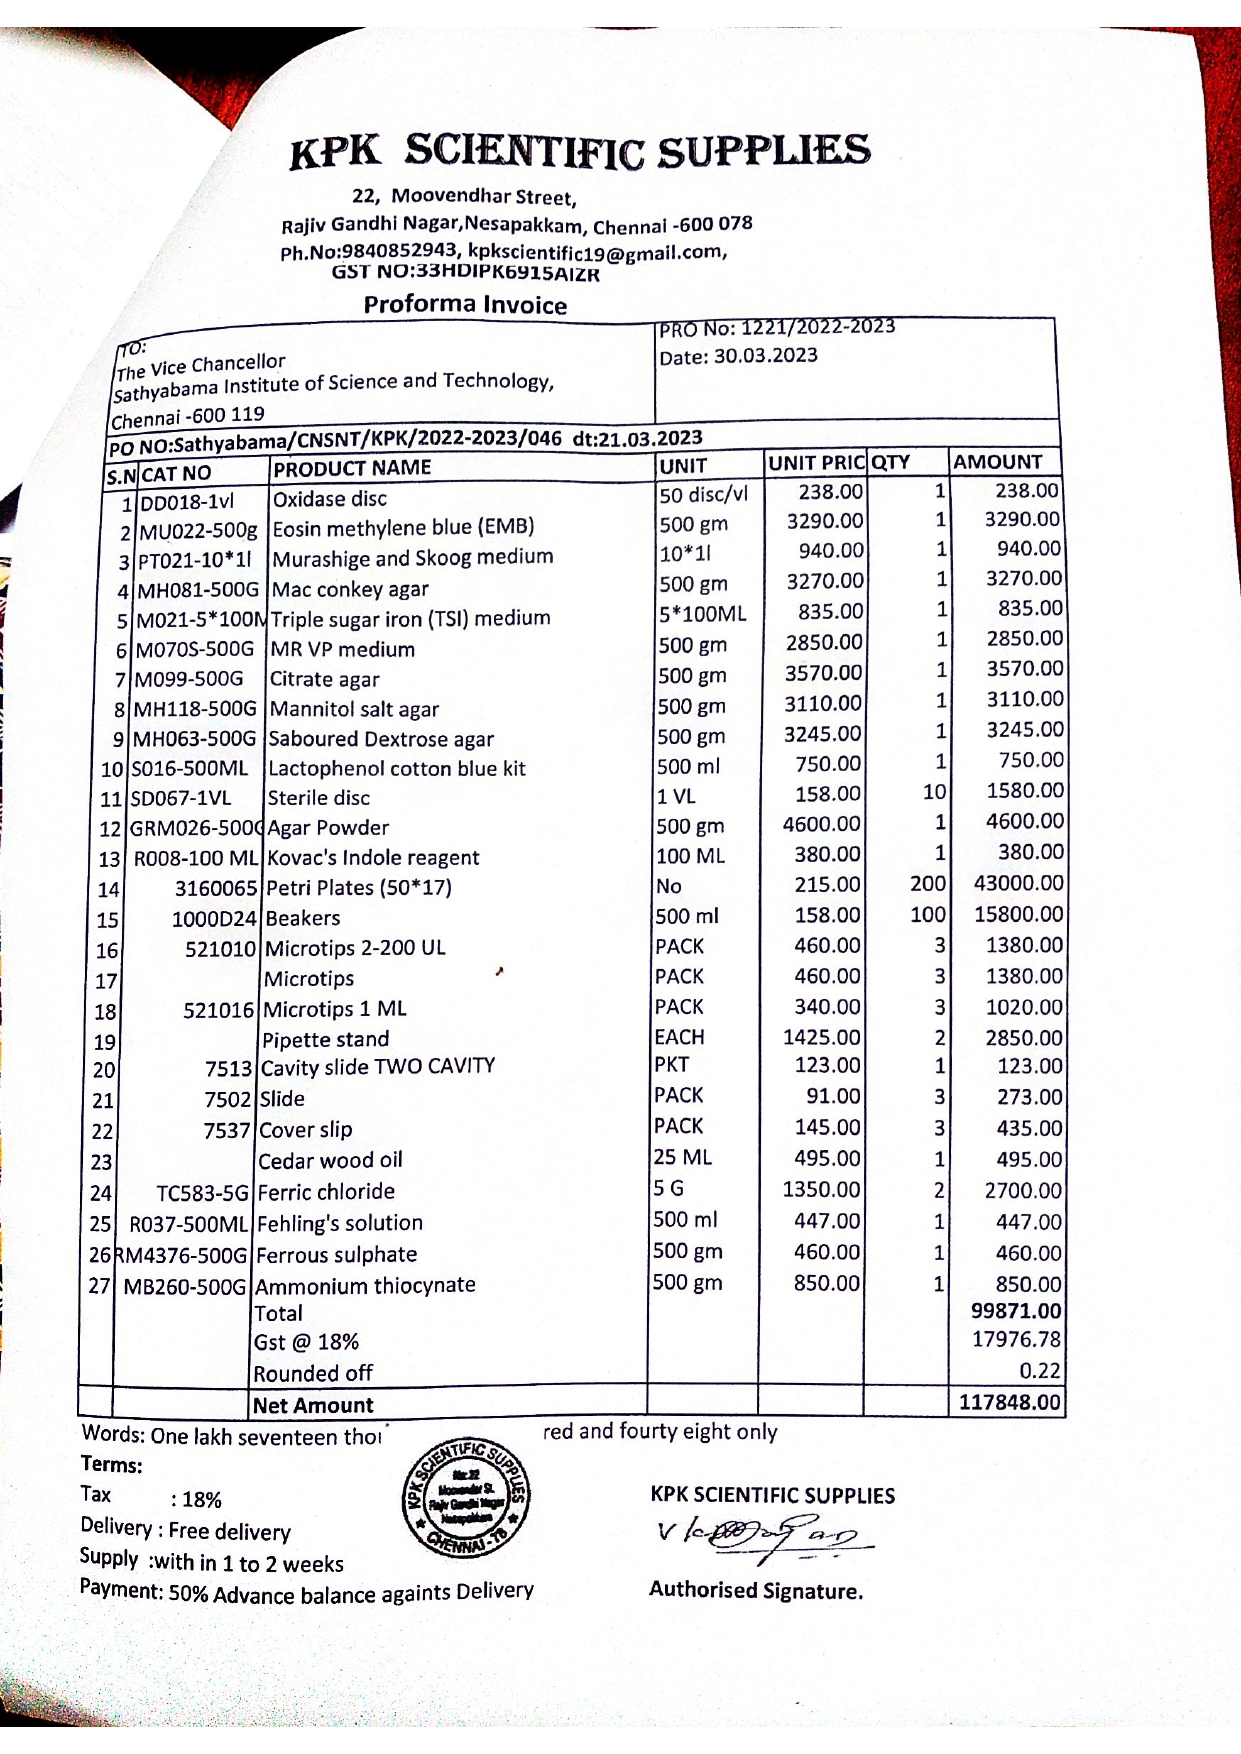 KPK SCIENTIFIC SUPPLIES
22, Moovendhar Street,
Rajiv Gandhi Nagar,Nesapakkam, Chennai -600 078
Ph.No:9840852943, kpkscientific19@gmail.com,
GST NO:33HDIPK6915AIZR
Proforma Invoice
TO:
The Vice Chancellor
Sathyabama Institute of Science and Technology,
Chennai -600 119
PRO No: 1221/2022-2023
Date: 30.03.2023
PO NO:Sathyabama/CNSNT/KPK/2022-2023/046 dt:21.03.2023
S.N CAT NO PRODUCT NAME UNIT UNIT PRIC QTY AMOUNT
1 DD018-1vl Oxidase disc 50 disc/vl 238.00 1 238.00
2 MU022-500g Eosin methylene blue (EMB) 500 gm 3290.00 1 3290.00
3 PT021-10*1l Murashige and Skoog medium 10*1l 940.00 1 940.00
4 MH081-500G Mac conkey agar 500 gm 3270.00 1 3270.00
5 M021-5*100M Triple sugar iron (TSI) medium 5*100ML 835.00 1 835.00
6 M070S-500G MR VP medium 500 gm 2850.00 1 2850.00
7 M099-500G Citrate agar 500 gm 3570.00 1 3570.00
8 MH118-500G Mannitol salt agar 500 gm 3110.00 1 3110.00
9 MH063-500G Saboured Dextrose agar 500 gm 3245.00 1 3245.00
10 S016-500ML Lactophenol cotton blue kit 500 ml 750.00 1 750.00
11 SD067-1VL Sterile disc 1 VL 158.00 10 1580.00
12 GRM026-500G Agar Powder 500 gm 4600.00 1 4600.00
13 R008-100 ML Kovac's Indole reagent 100 ML 380.00 1 380.00
14 3160065 Petri Plates (50*17) No 215.00 200 43000.00
15 1000D24 Beakers 500 ml 158.00 100 15800.00
16 521010 Microtips 2-200 UL PACK 460.00 3 1380.00
17 Microtips PACK 460.00 3 1380.00
18 521016 Microtips 1 ML PACK 340.00 3 1020.00
19 Pipette stand EACH 1425.00 2 2850.00
20 7513 Cavity slide TWO CAVITY PKT 123.00 1 123.00
21 7502 Slide PACK 91.00 3 273.00
22 7537 Cover slip PACK 145.00 3 435.00
23 Cedar wood oil 25 ML 495.00 1 495.00
24 TC583-5G Ferric chloride 5 G 1350.00 2 2700.00
25 R037-500ML Fehling's solution 500 ml 447.00 1 447.00
26 RM4376-500G Ferrous sulphate 500 gm 460.00 1 460.00
27 MB260-500G Ammonium thiocynate 500 gm 850.00 1 850.00
Total 99871.00
Gst @ 18% 17976.78
Rounded off 0.22
Net Amount 117848.00
Words: One lakh seventeen thou red and fourty eight only
Terms:
Tax : 18%
Delivery : Free delivery
Supply :with in 1 to 2 weeks
Payment: 50% Advance balance againts Delivery
KPK SCIENTIFIC SUPPLIES
No:22
Moovendar St.
Rajiv Gandhi Nagar
Nesapakkam
CHENNAI-78
KPK SCIENTIFIC SUPPLIES
Authorised Signature.